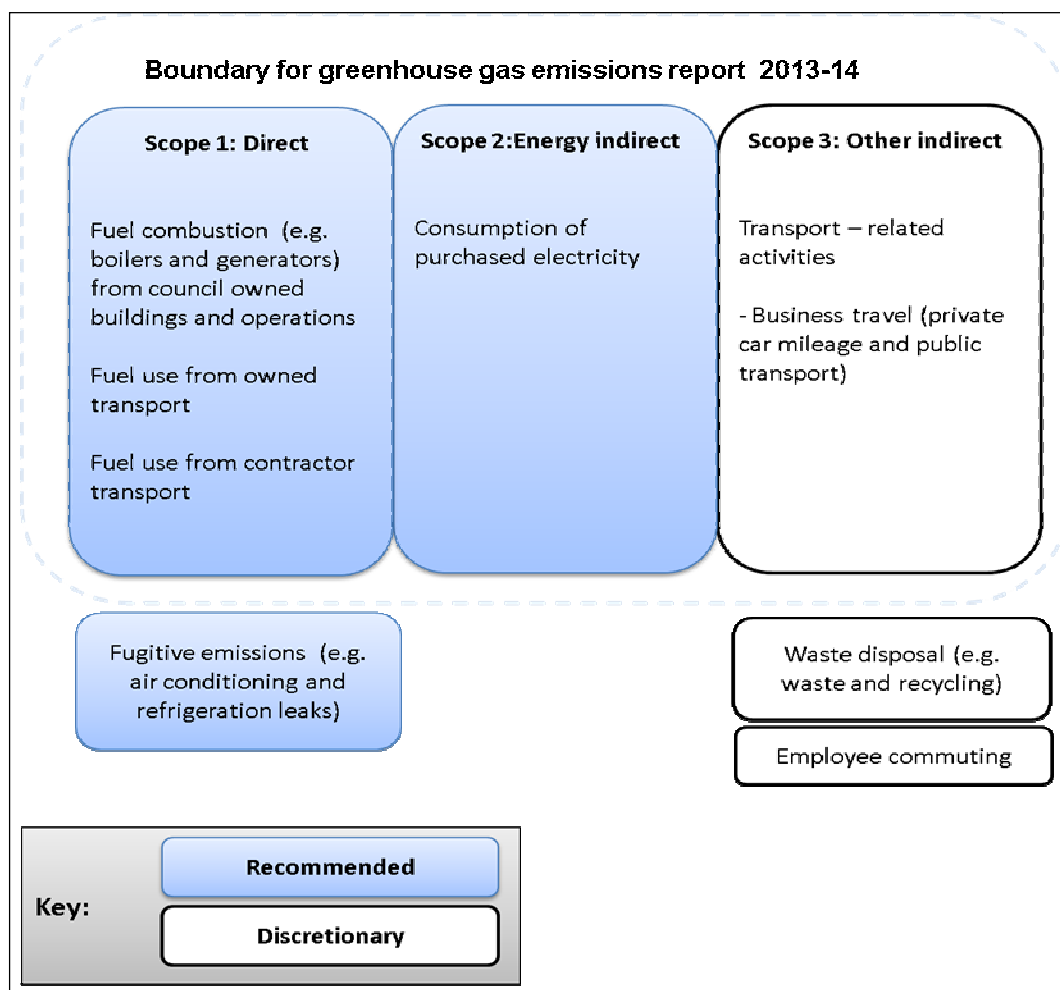 Boundary for greenhouse gas emissions report 2013-14
Scope 1: Direct
Fuel combustion (e.g.
boilers and generators)
from council owned
buildings and operations
Fuel use from owned
transport
Fuel use from contractor
transport
Scope 2:Energy indirect
Consumption of
purchased electricity
Scope 3: Other indirect
Transport – related
activities
- Business travel (private
car mileage and public
transport)
Fugitive emissions (e.g.
air conditioning and
refrigeration leaks)
Waste disposal (e.g.
waste and recycling)
Employee commuting
Key:
Recommended
Discretionary